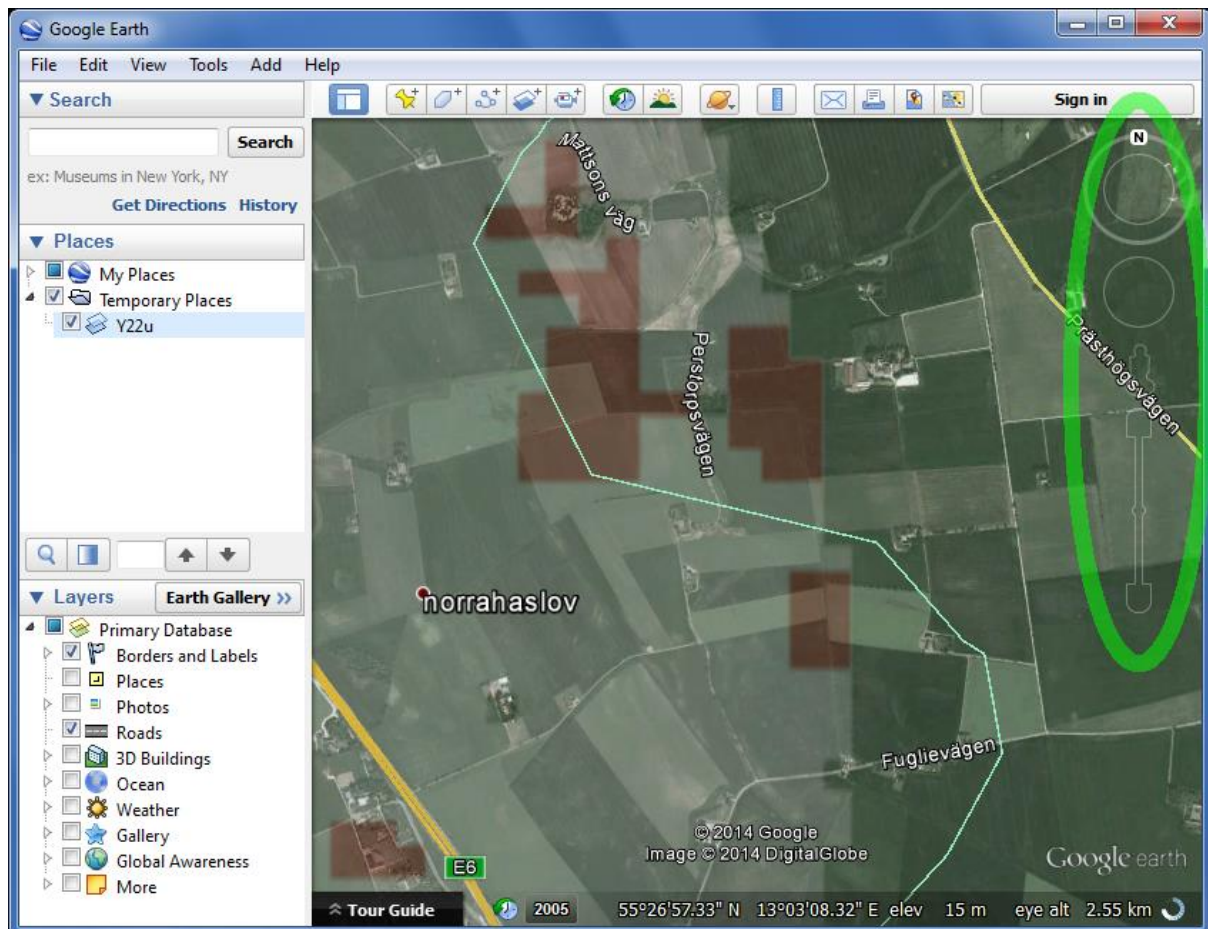 Google Earth
File Edit View Tools Add Help
Search
Search
ex: Museums in New York, NY
Get Directions History
Places
My Places
Temporary Places
Y22u
Layers
Earth Gallery >>
Primary Database
Borders and Labels
Places
Photos
Roads
3D Buildings
Ocean
Weather
Gallery
Global Awareness
More
Sign in
N
Mattsons väg
Prästhögsvägen
Perstorpsvägen
norrahaslov
Fuglievägen
© 2014 Google
Image © 2014 DigitalGlobe
Google earth
E6
Tour Guide
2005
55°26'57.33" N 13°03'08.32" E elev 15 m eye alt 2.55 km